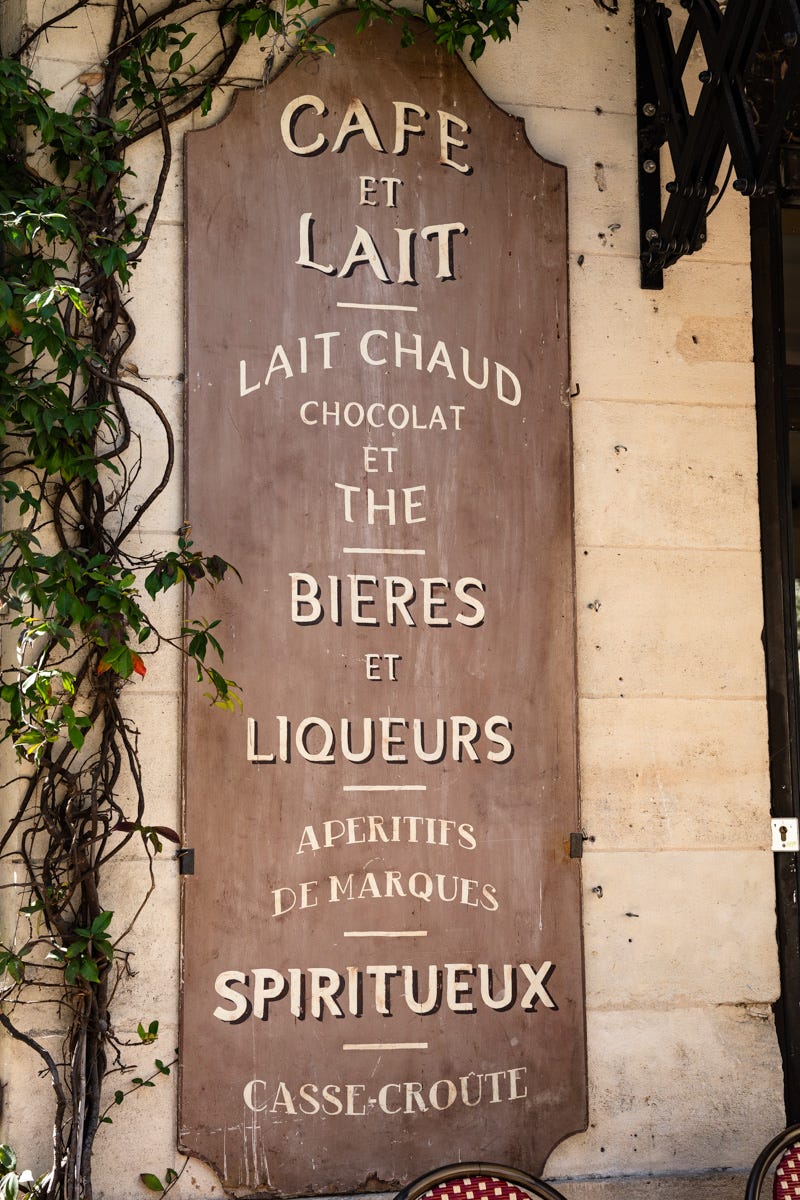 CAFE
ET
LAIT
LAIT CHAUD
CHOCOLAT
ET
THE
BIERES
ET
LIQUEURS
APERITIFS
DE MARQUES
SPIRITUEUX
CASSE-CROÛTE